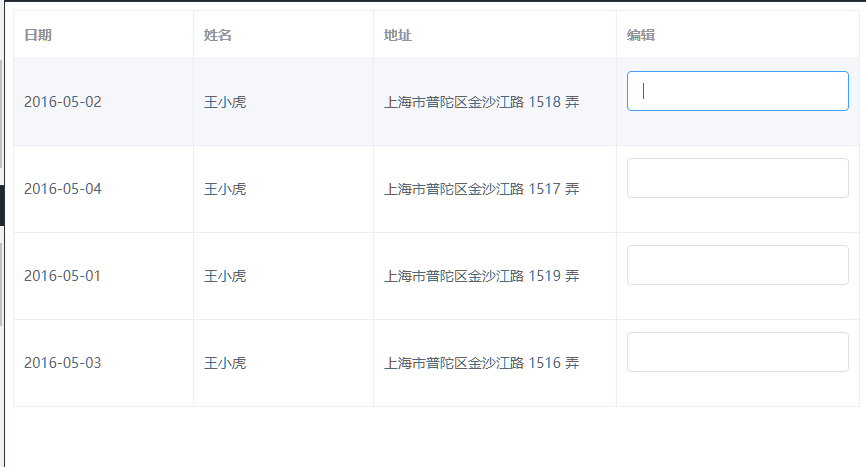 日期 姓名 地址 编辑
2016-05-02 王小虎 上海市普陀区金沙江路 1518 弄
2016-05-04 王小虎 上海市普陀区金沙江路 1517 弄
2016-05-01 王小虎 上海市普陀区金沙江路 1519 弄
2016-05-03 王小虎 上海市普陀区金沙江路 1516 弄